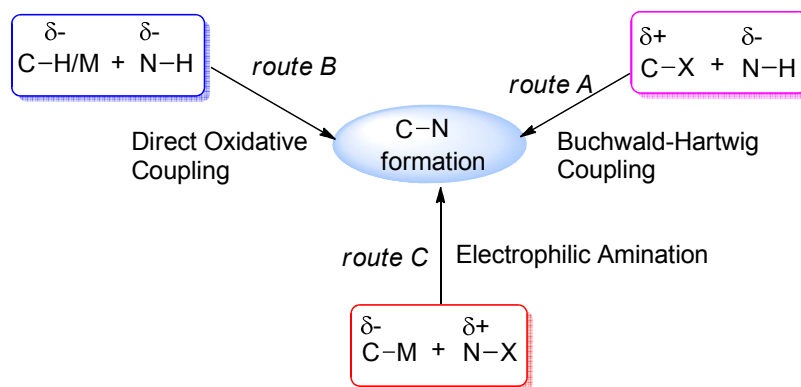 δ- δ-
C-H/M + N-H
route B
Direct Oxidative
Coupling
δ+ δ-
C-X + N-H
route A
Buchwald-Hartwig
Coupling
C-N
formation
route C
Electrophilic Amination
δ- δ+
C-M + N-X